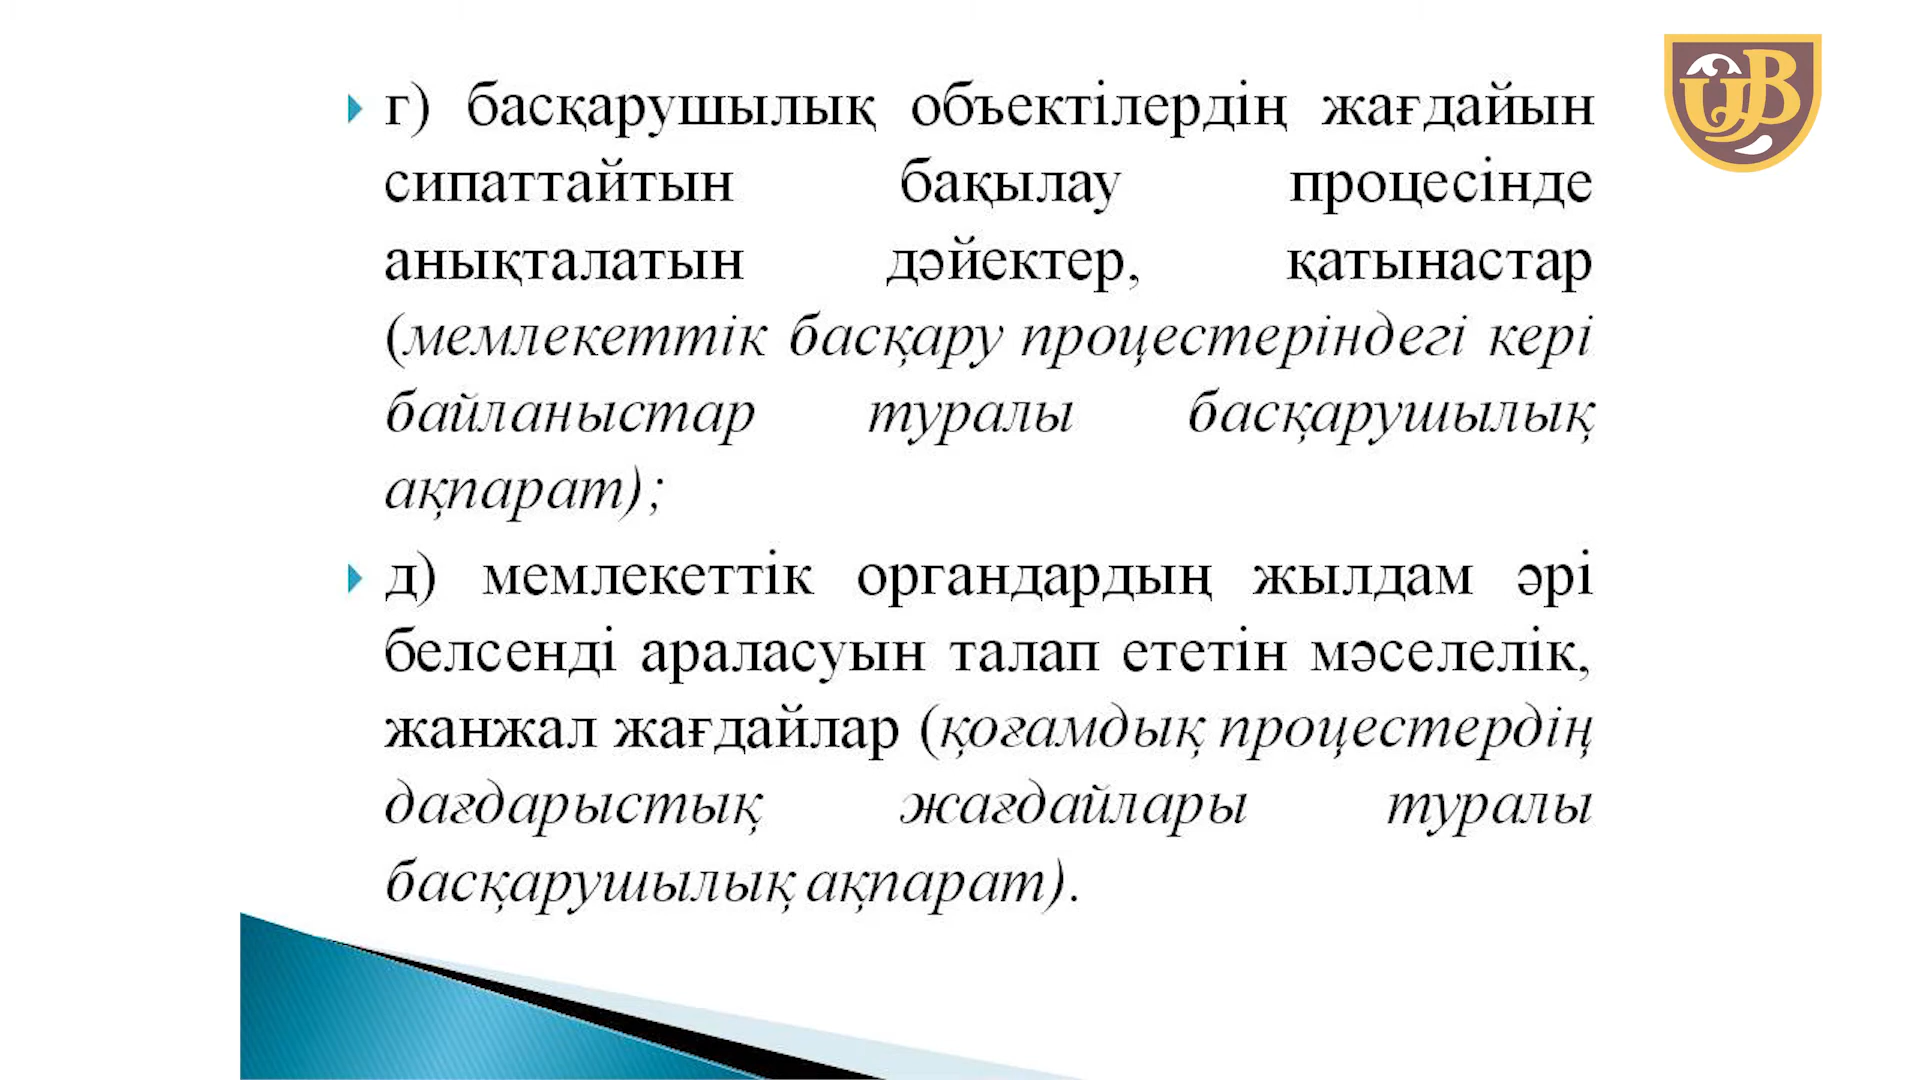 г) басқарушылық объектілердің жағдайын
сипаттайтын бақылау процесінде
анықталатын дәйектер, қатынастар
(мемлекеттік басқару процестеріндегі кері
байланыстар туралы басқарушылық
ақпарат);
д) мемлекеттік органдардың жылдам әрі
белсенді араласуын талап ететін мәселелік,
жанжал жағдайлар (қоғамдық процестердің
дағдарыстық жағдайлары туралы
басқарушылық ақпарат).